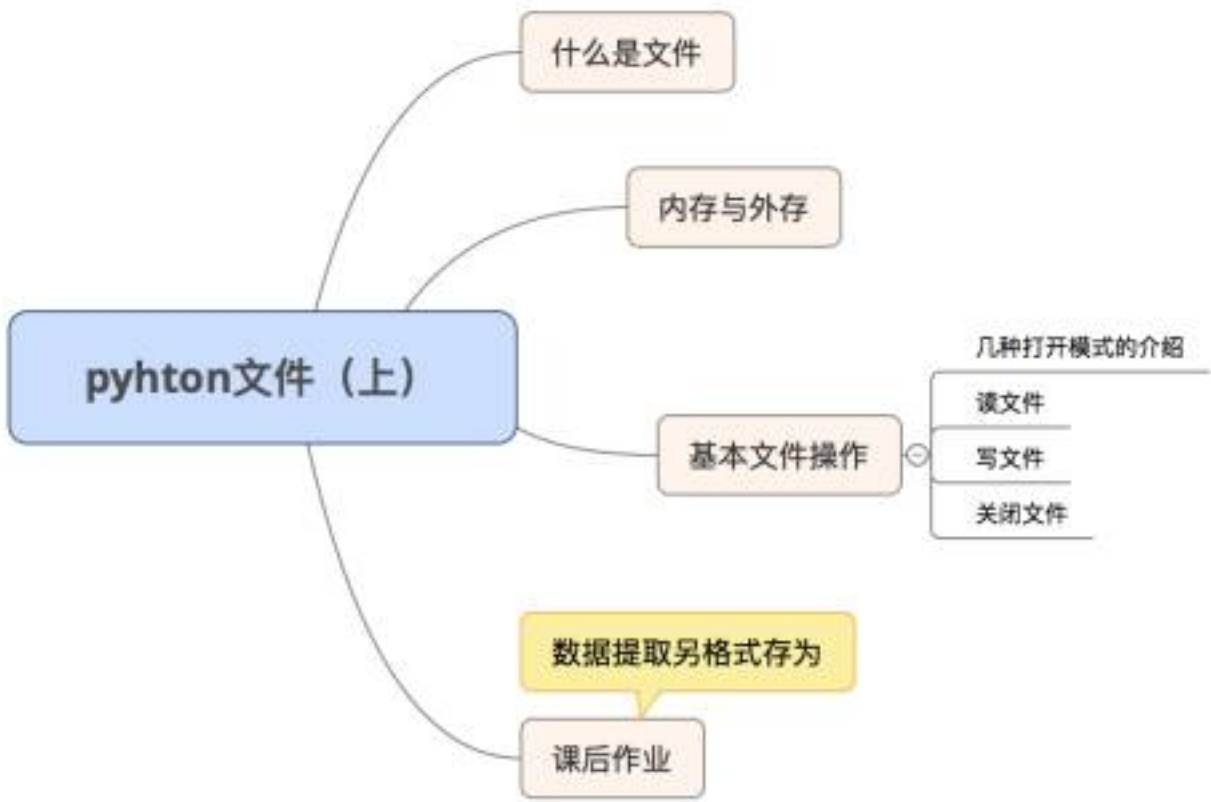 什么是文件
内存与外存
pyhton文件（上）
基本文件操作
几种打开模式的介绍
读文件
写文件
关闭文件
数据提取另格式存为
课后作业